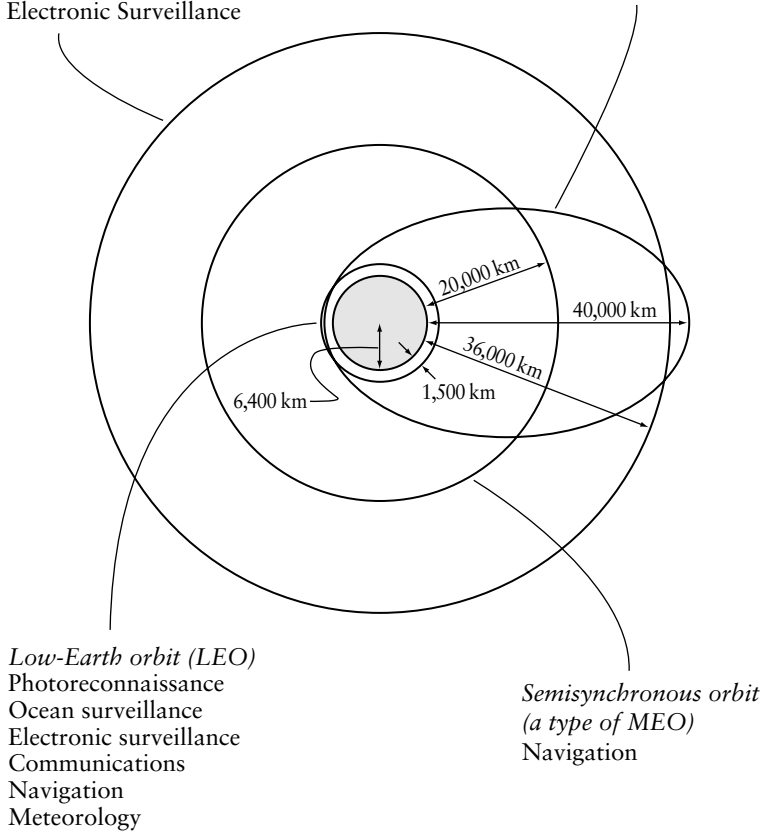 Electronic Surveillance
20,000 km
40,000 km
36,000 km
1,500 km
6,400 km
Low-Earth orbit (LEO)
Photoreconnaissance
Ocean surveillance
Electronic surveillance
Communications
Navigation
Meteorology
Semisynchronous orbit
(a type of MEO)
Navigation